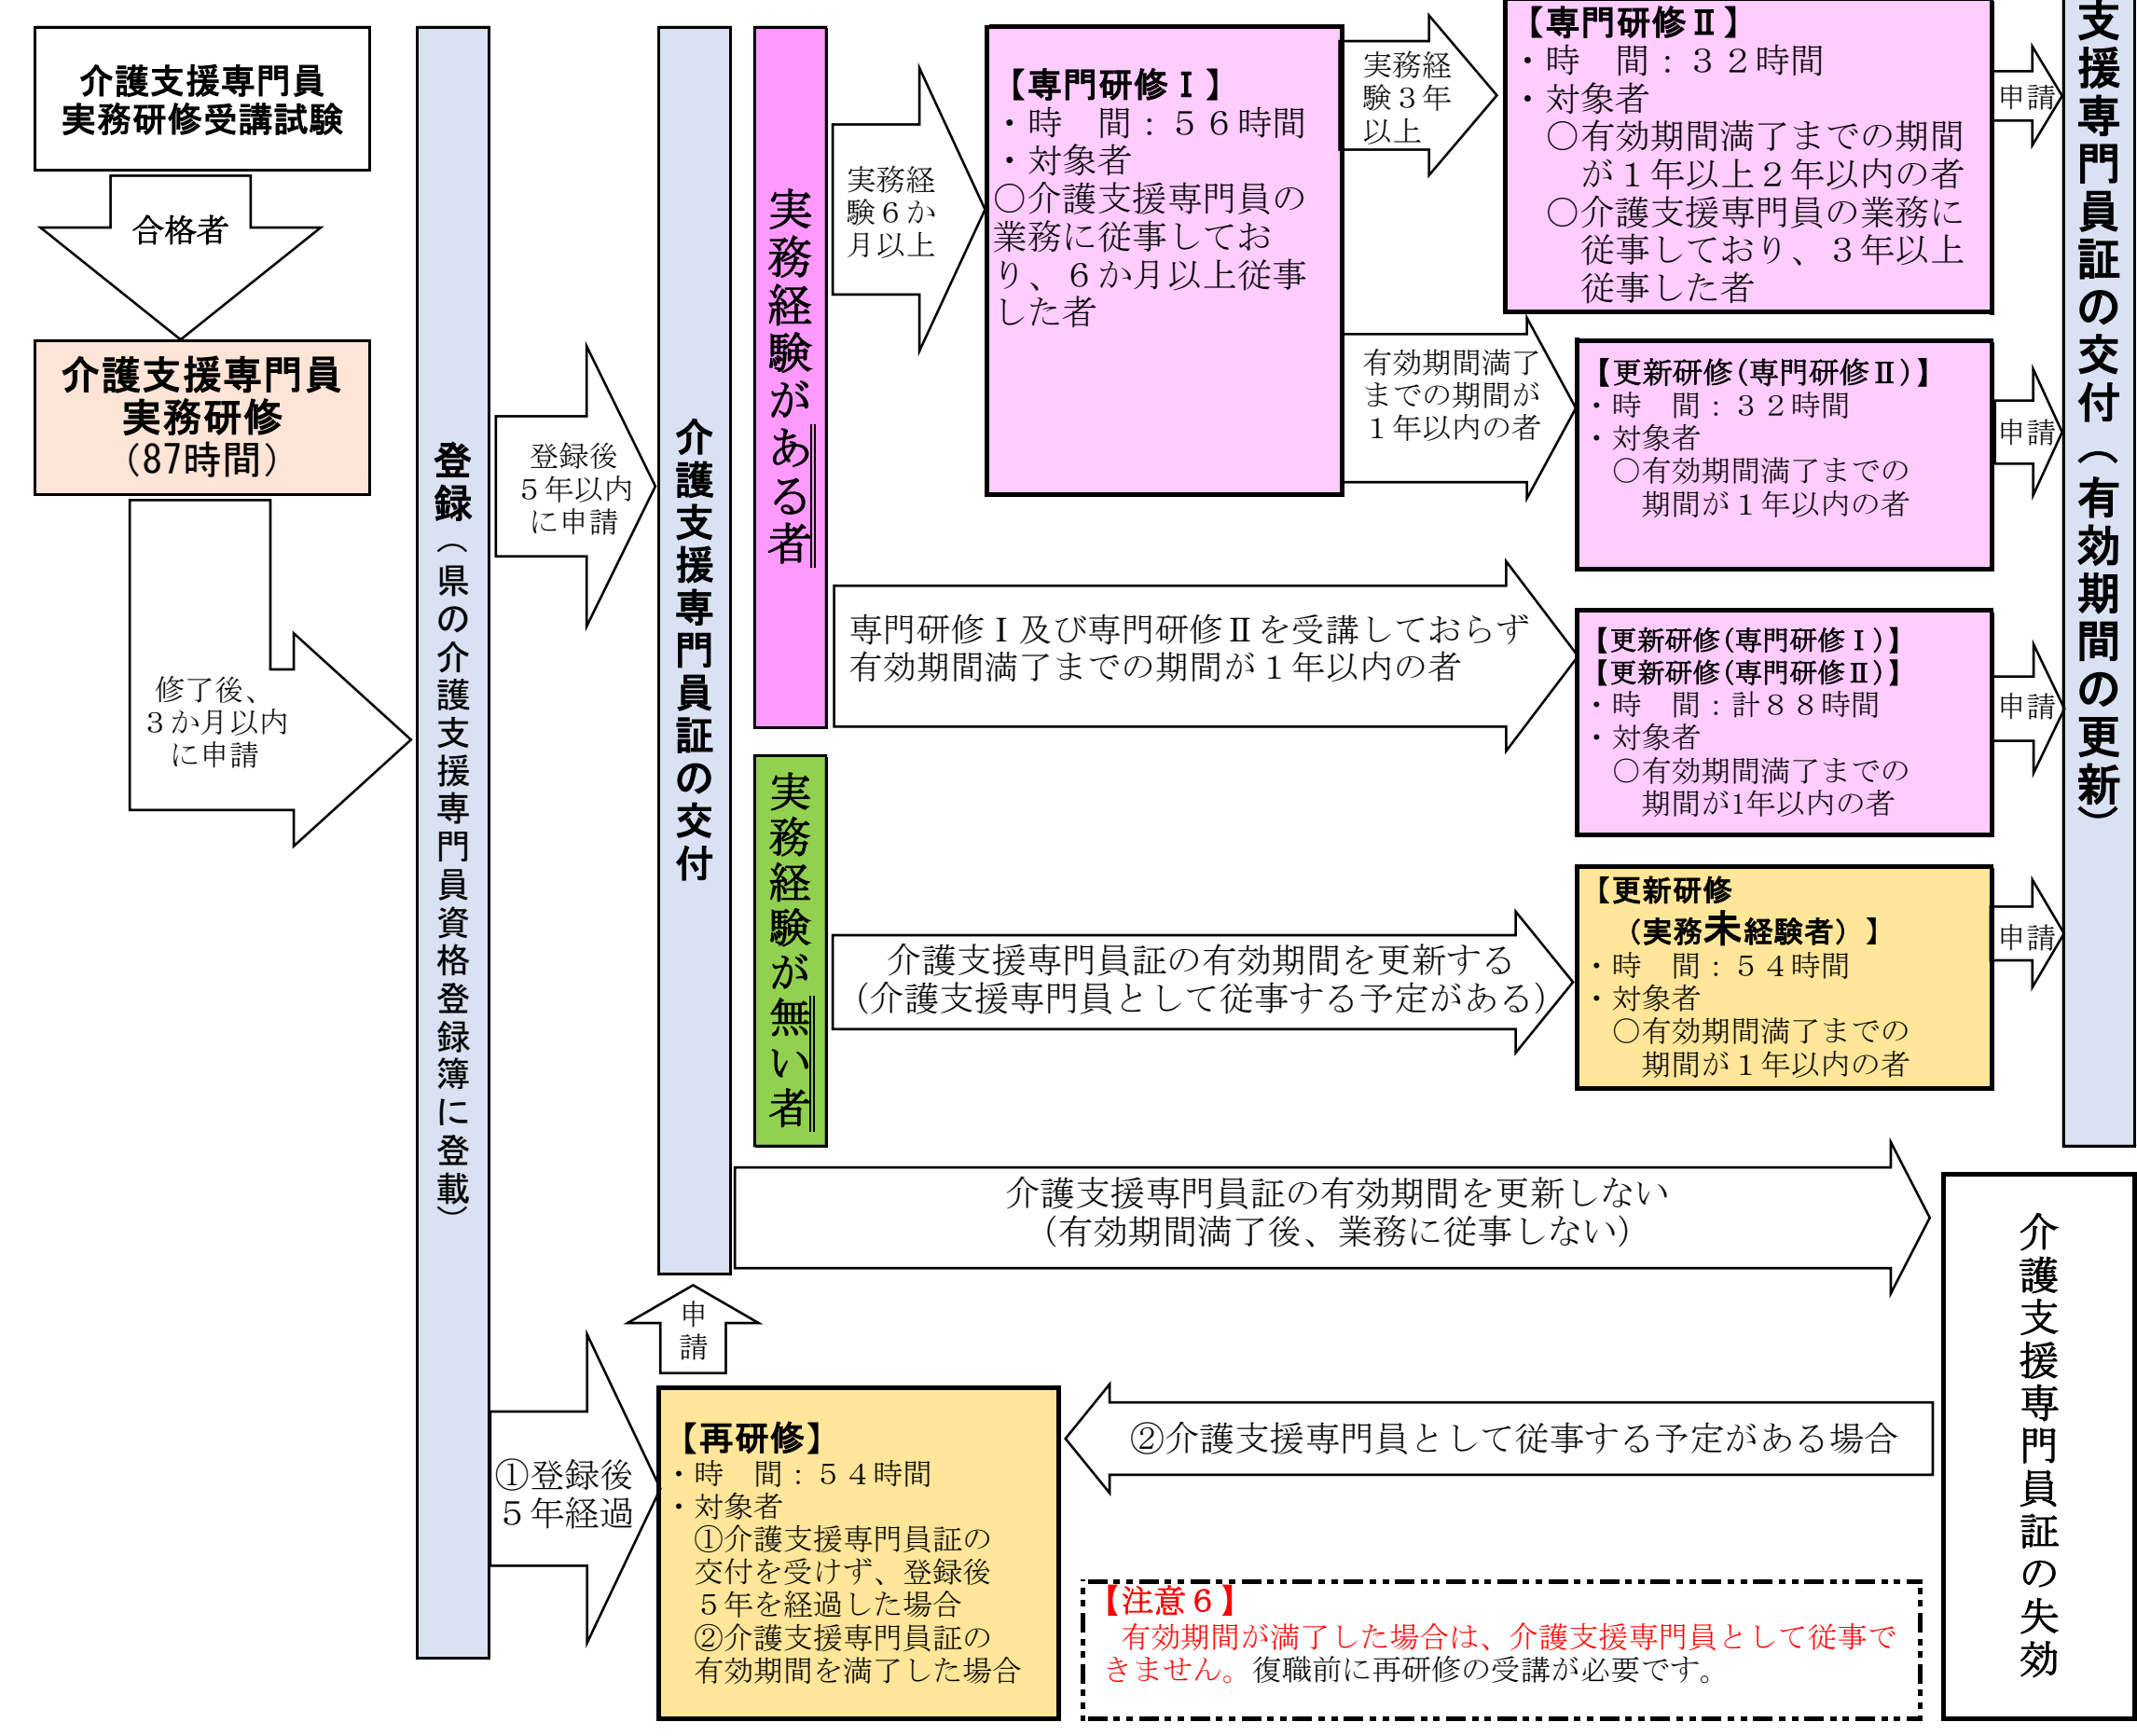 介護支援専門員
実務研修受講試験
合格者
介護支援専門員
実務研修
（87時間）
修了後、
３か月以内
に申請
登録（県の介護支援専門員資格登録簿に登載）
登録後
５年以内
に申請
介護支援専門員証の交付
実務経験がある者
実務経
験６か
月以上
【専門研修Ⅰ】
・時　間：５６時間
・対象者
○介護支援専門員の
業務に従事してお
り、６か月以上従事
した者
実務経
験３年
以上
【専門研修Ⅱ】
・時　間：３２時間
・対象者
○有効期間満了までの期間
が１年以上２年以内の者
○介護支援専門員の業務に
従事しており、３年以上
従事した者
申請
有効期間満了
までの期間が
１年以内の者
【更新研修(専門研修Ⅱ)】
・時　間：３２時間
・対象者
○有効期間満了までの
期間が１年以内の者
申請
専門研修Ⅰ及び専門研修Ⅱを受講しておらず
有効期間満了までの期間が１年以内の者
【更新研修(専門研修Ⅰ)】
【更新研修(専門研修Ⅱ)】
・時　間：計８８時間
・対象者
○有効期間満了までの
期間が1年以内の者
申請
実務経験が無い者
介護支援専門員証の有効期間を更新する
（介護支援専門員として従事する予定がある）
【更新研修
（実務未経験者）】
・時　間：５４時間
・対象者
○有効期間満了までの
期間が１年以内の者
申請
支援専門員証の交付（有効期間の更新）
介護支援専門員証の有効期間を更新しない
（有効期間満了後、業務に従事しない）
介護支援専門員証の失効
申請
①登録後
５年経過
【再研修】
・時　間：５４時間
・対象者
①介護支援専門員証の
交付を受けず、登録後
５年を経過した場合
②介護支援専門員証の
有効期間を満了した場合
②介護支援専門員として従事する予定がある場合
【注意６】
有効期間が満了した場合は、介護支援専門員として従事で
きません。復職前に再研修の受講が必要です。